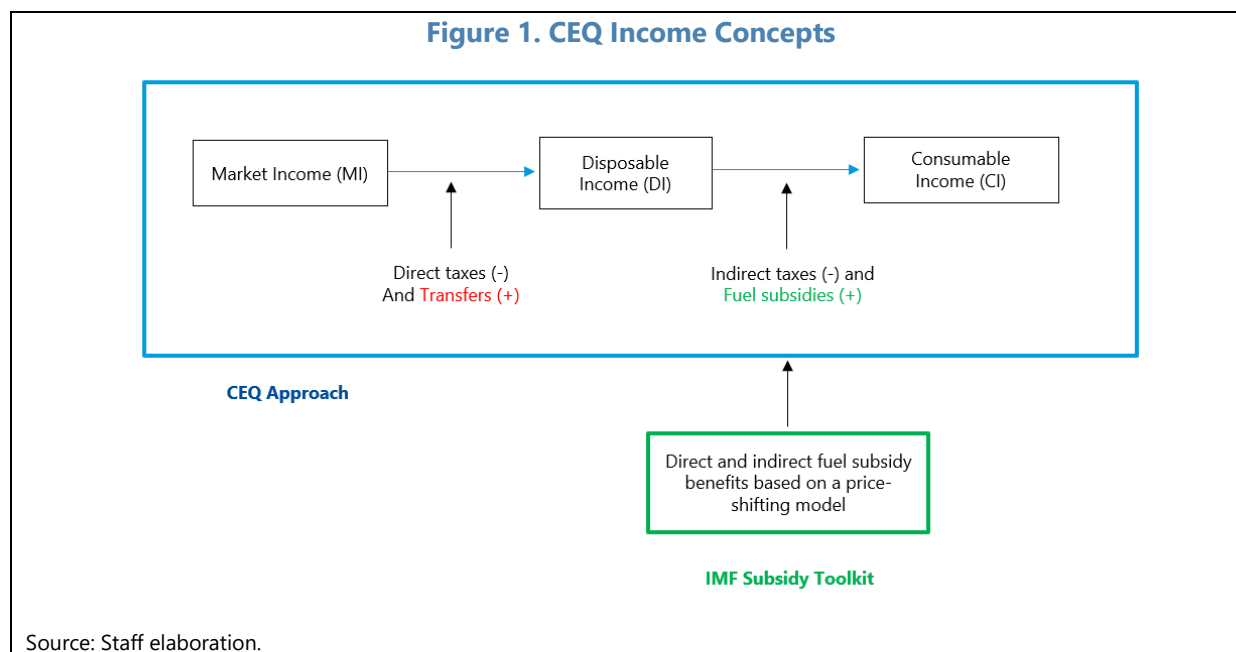 Figure 1. CEQ Income Concepts
Market Income (MI)
Disposable
Income (DI)
Consumable
Income (CI)
Direct taxes (-)
And Transfers (+)
Indirect taxes (-) and
Fuel subsidies (+)
CEQ Approach
Direct and indirect fuel subsidy
benefits based on a price-
shifting model
IMF Subsidy Toolkit
Source: Staff elaboration.